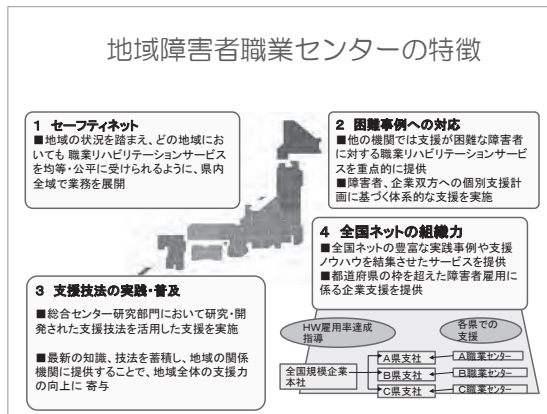 地域障害者職業センターの特徴
1 セーフティネット
■地域の状況を踏まえ、どの地域にお
いても 職業リハビリテーションサービス
を均等・公平に受けられるように、県内
全域で業務を展開
2 困難事例への対応
■他の機関では支援が困難な障害者
に対する職業リハビリテーションサービ
スを重点的に提供
■障害者、企業双方への個別支援計
画に基づく体系的な支援を実施
3 支援技法の実践・普及
■総合センター研究部門において研究・開
発された支援技法を活用した支援を実施
■最新の知識、技法を蓄積し、地域の関係
機関に提供することで、地域全体の支援力
の向上に 寄与
4 全国ネットの組織力
■全国ネットの豊富な実践事例や支援
ノウハウを結集させたサービスを提供
■都道府県の枠を超えた障害者雇用に
係る企業支援を提供
HW雇用率達成
指導
各県での
支援
全国規模企業
本社
A県支社
B県支社
C県支社
A職業センター
B職業センター
C職業センター